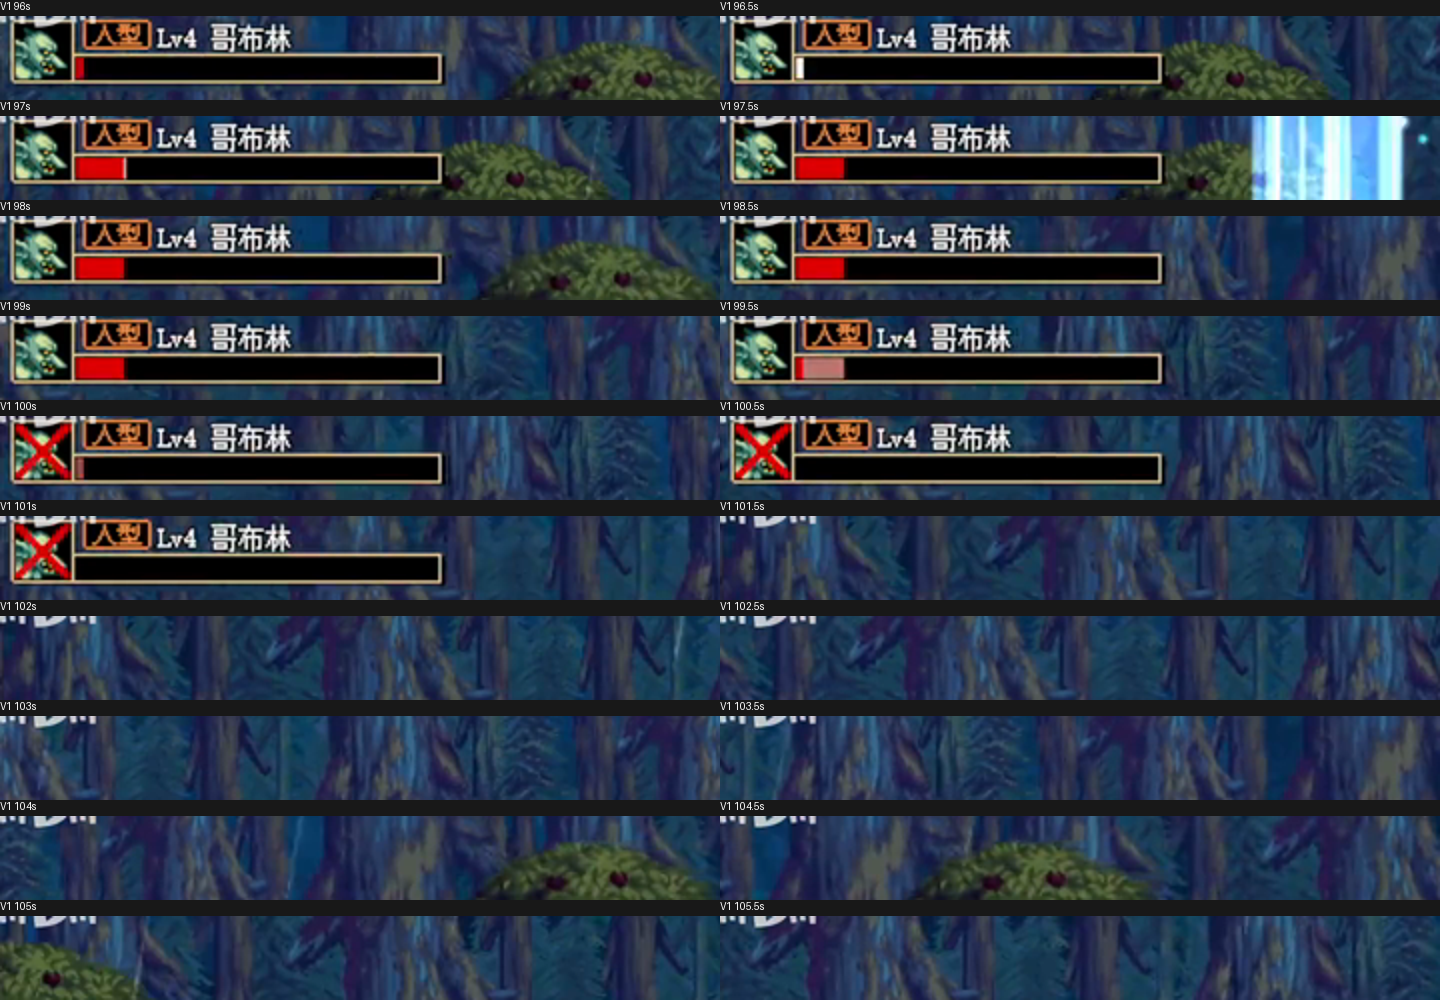 V1 96s V1 96.5s
人型 Lv4 哥布林 人型 Lv4 哥布林
V1 97s V1 97.5s
人型 Lv4 哥布林 人型 Lv4 哥布林
V1 98s V1 98.5s
人型 Lv4 哥布林 人型 Lv4 哥布林
V1 99s V1 99.5s
人型 Lv4 哥布林 人型 Lv4 哥布林
V1 100s V1 100.5s
人型 Lv4 哥布林 人型 Lv4 哥布林
V1 101s V1 101.5s
人型 Lv4 哥布林
V1 102s V1 102.5s
V1 103s V1 103.5s
V1 104s V1 104.5s
V1 105s V1 105.5s